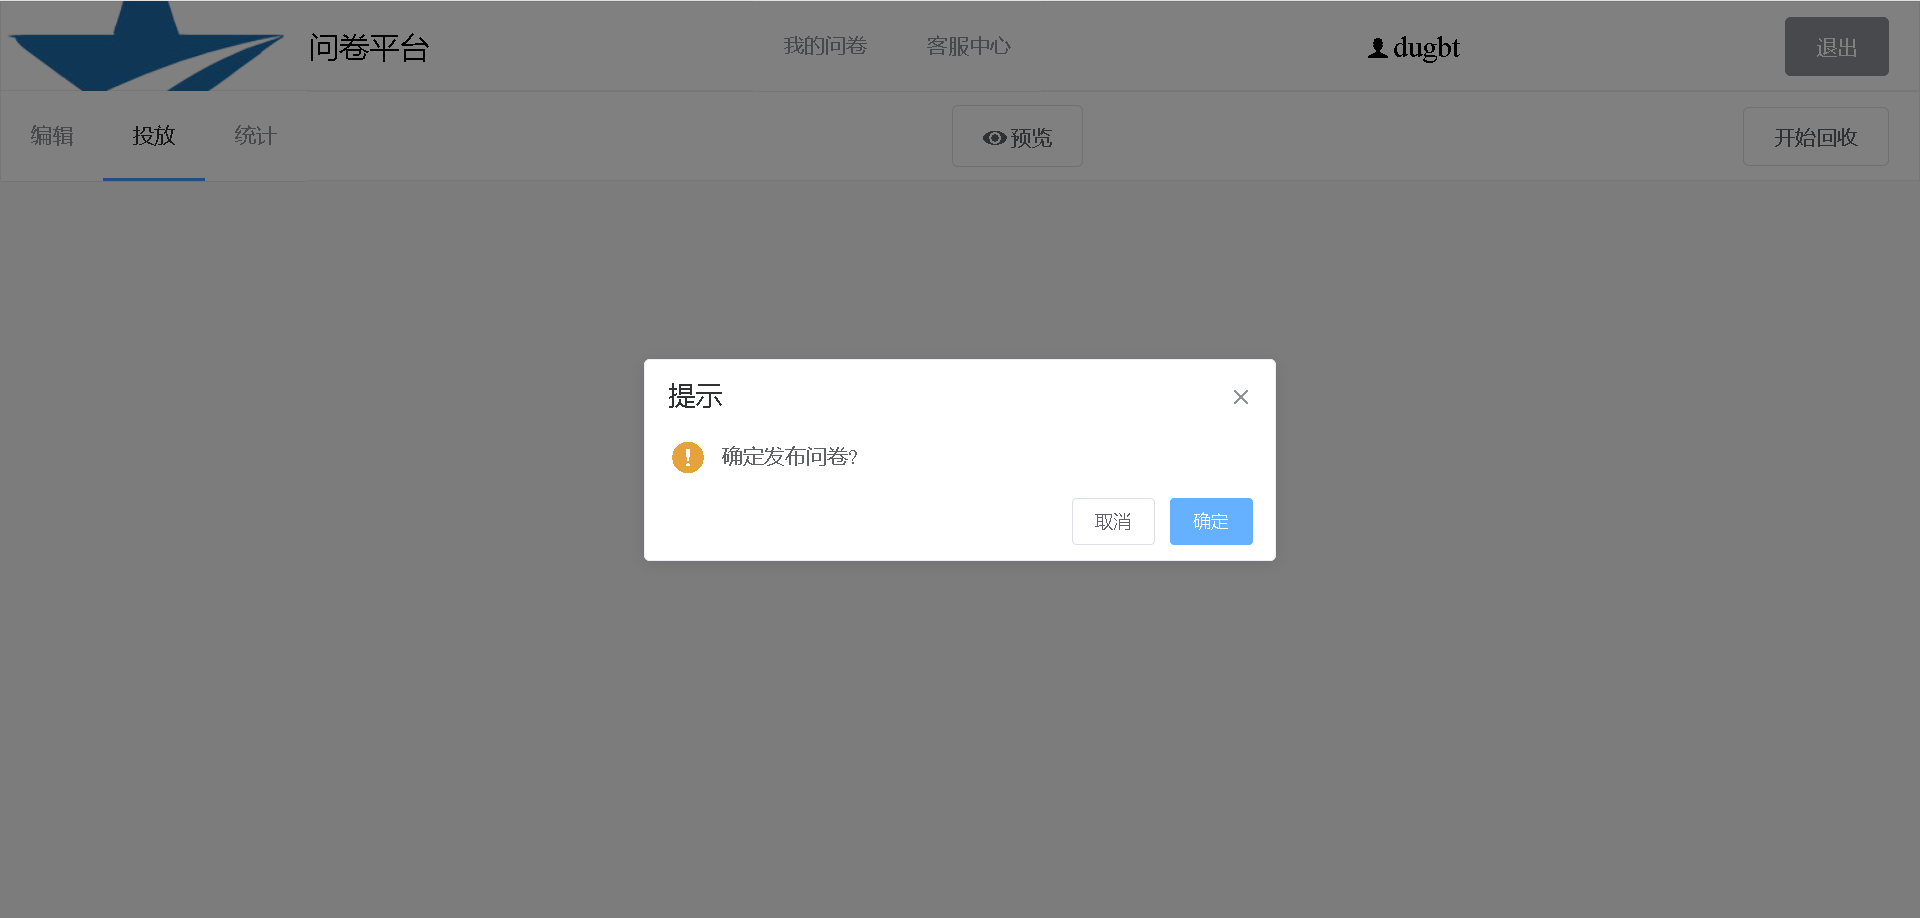 问卷平台
我的问卷
客服中心
dugbt
退出
编辑
投放
统计
预览
开始回收
提示
确定发布问卷?
取消
确定